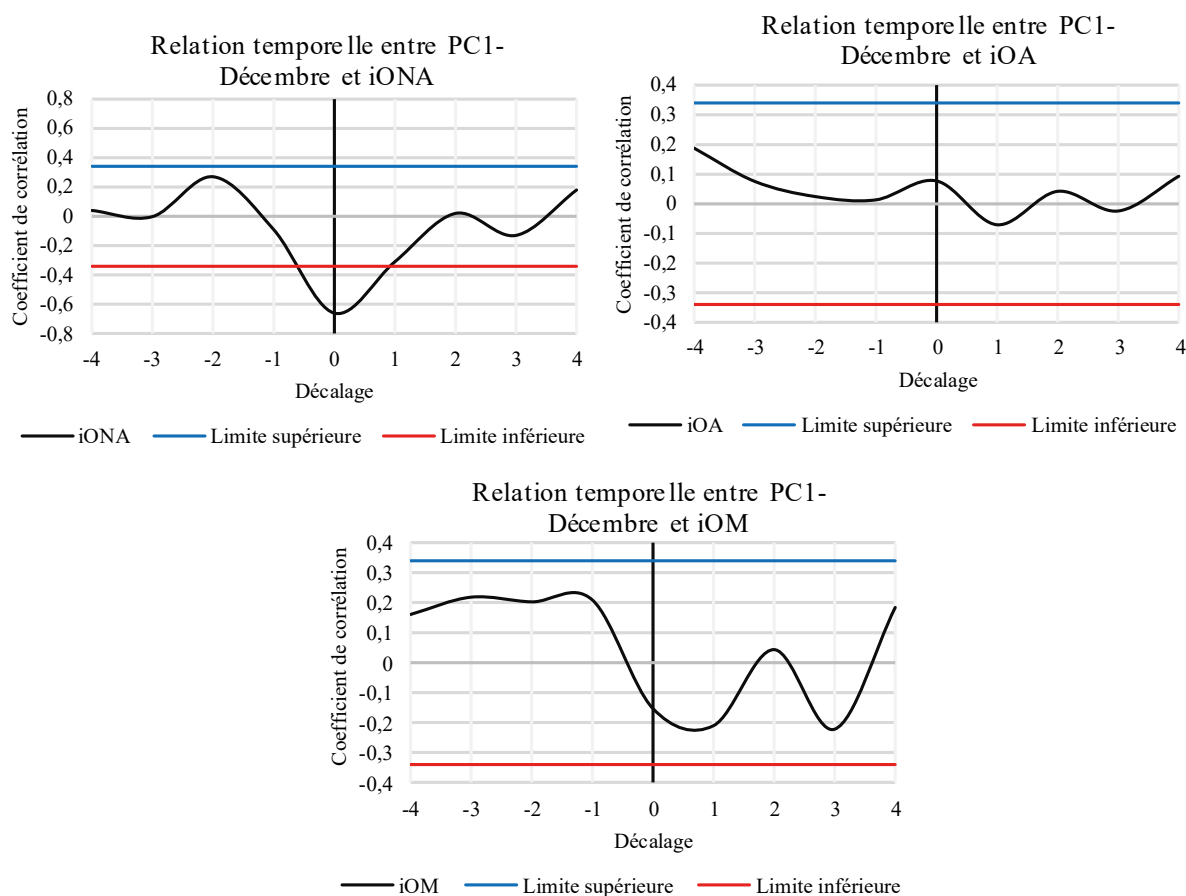 Relation temporelle entre PC1-
Décembre et iONA
Coefficient de corrélation
0,8
0,6
0,4
0,2
0
-0,2
-0,4
-0,6
-0,8
-4 -3 -2 -1 0 1 2 3 4
Décalage
iONA Limite supérieure Limite inférieure
Relation temporelle entre PC1-
Décembre et iOA
Coefficient de corrélation
0,4
0,3
0,2
0,1
0
-0,1
-0,2
-0,3
-0,4
-4 -3 -2 -1 0 1 2 3 4
Décalage
iOA Limite supérieure Limite inférieure
Relation temporelle entre PC1-
Décembre et iOM
Coefficient de corrélation
0,4
0,3
0,2
0,1
0
-0,1
-0,2
-0,3
-0,4
-4 -3 -2 -1 0 1 2 3 4
Décalage
iOM Limite supérieure Limite inférieure